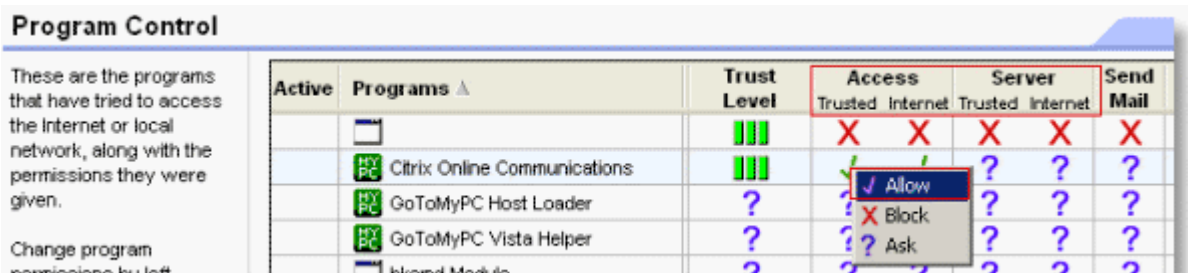 Program Control
These are the programs
that have tried to access
the Internet or local
network, along with the
permissions they were
given.
Change program
Active Programs Trust Level Access Server Send Mail
Trusted Internet Trusted Internet
Citrix Online Communications
GoToMyPC Host Loader
GoToMyPC Vista Helper
Allow
Block
Ask